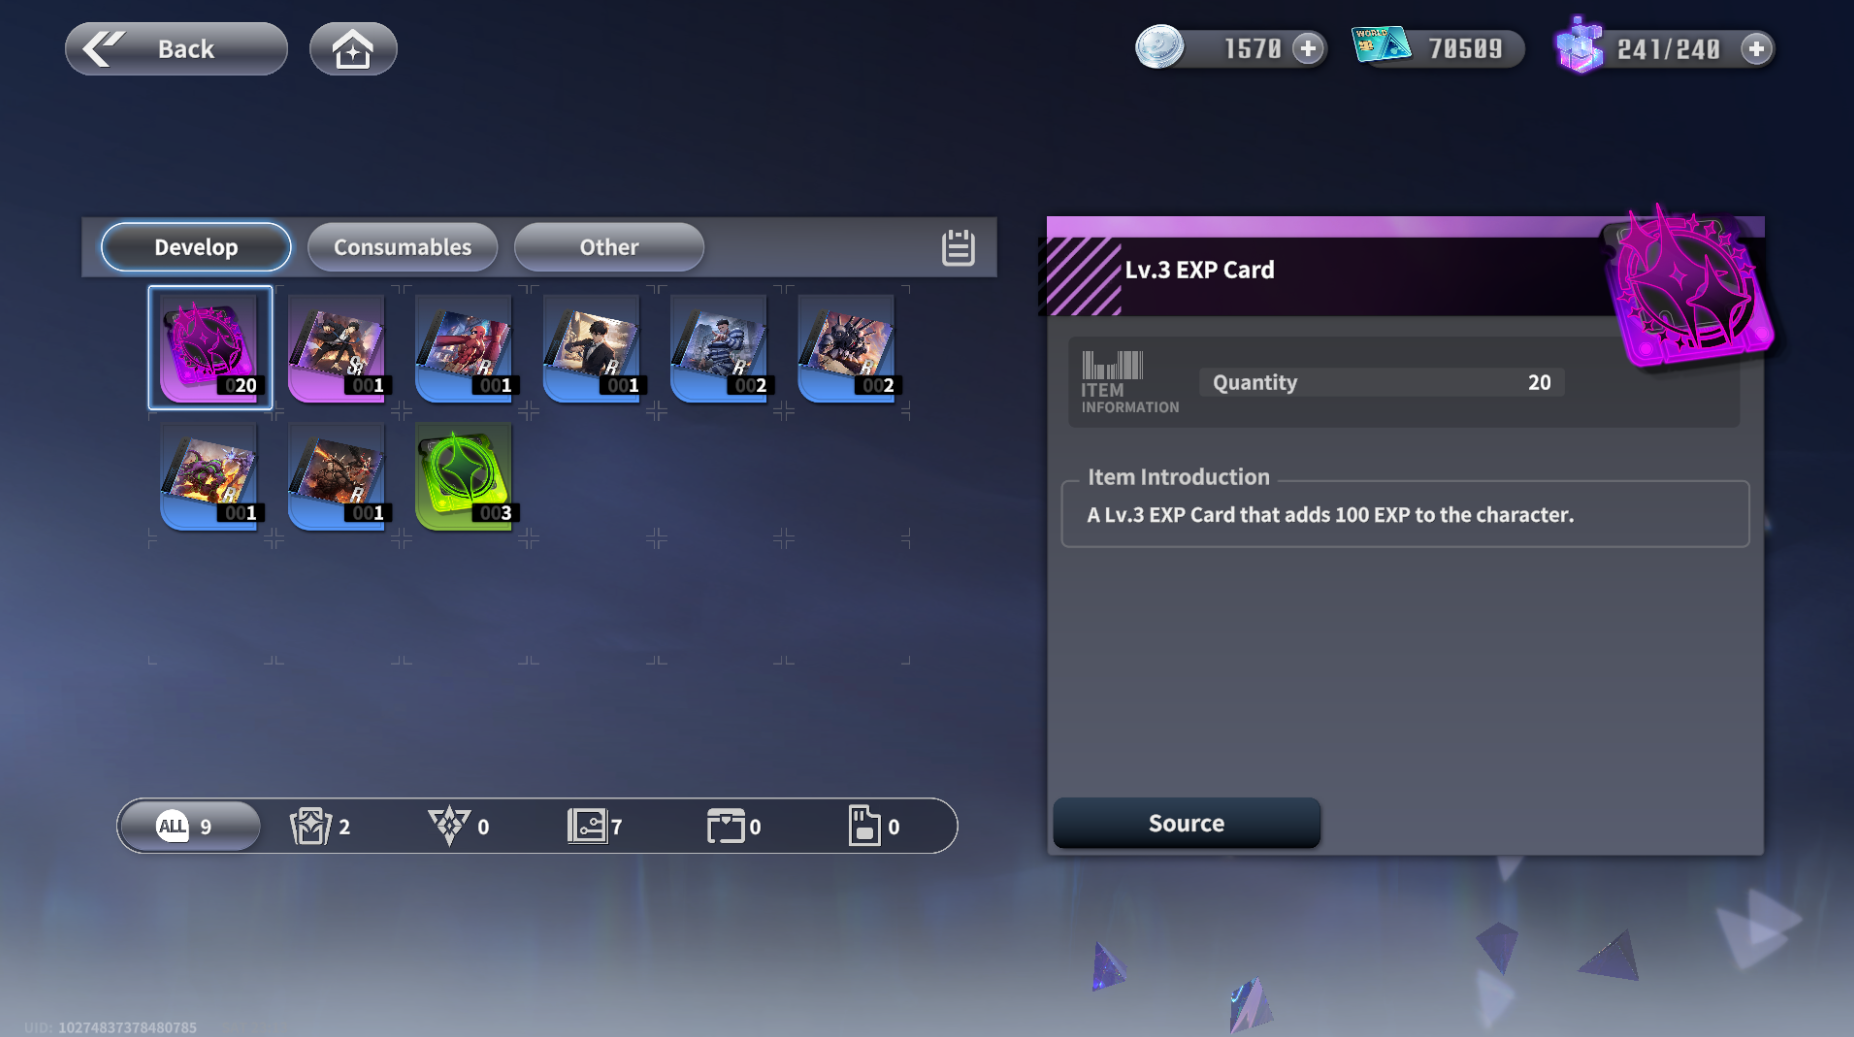 Back
1570
WORLD
70509
241/240
Develop
Consumables
Other
Lv.3 EXP Card
020
SR
001
R
001
R
001
R
002
R
002
ITEM
INFORMATION
Quantity
20
R
001
R
001
003
Item Introduction
A Lv.3 EXP Card that adds 100 EXP to the character.
ALL 9
2
0
7
0
0
Source
UID: 10274837378480785